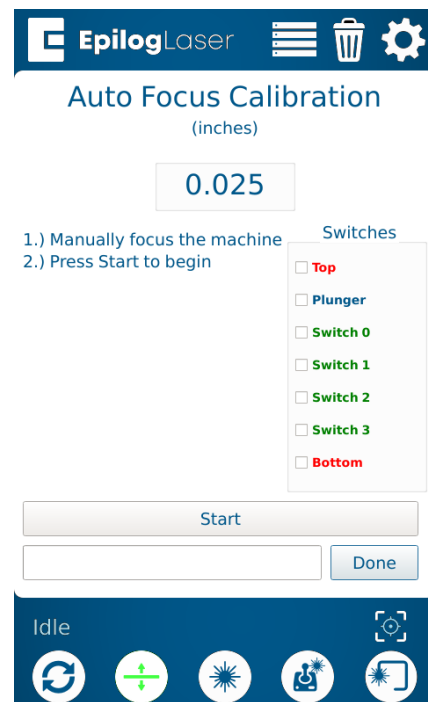 EpilogLaser
Auto Focus Calibration
(inches)
0.025
1.) Manually focus the machine
2.) Press Start to begin
Switches
Top
Plunger
Switch 0
Switch 1
Switch 2
Switch 3
Bottom
Start
Done
Idle